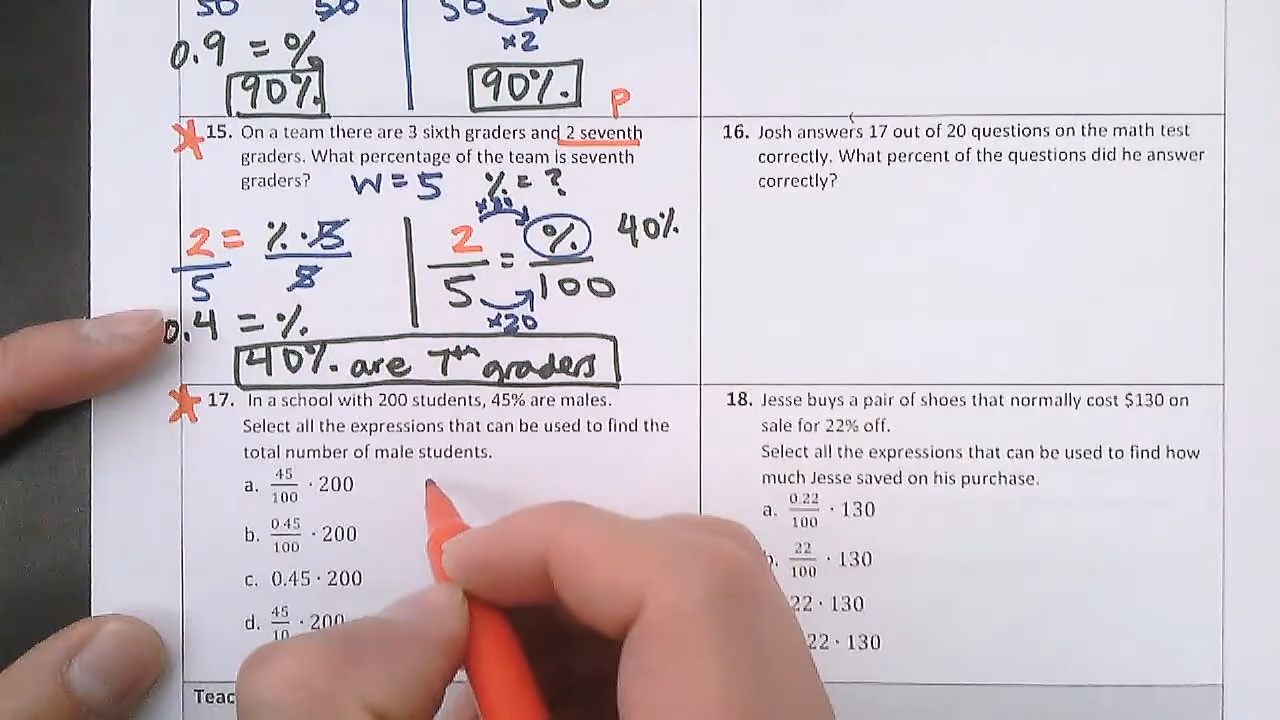 50 50 50 100
×2
0.9 = %
90%
90%.
P
15. On a team there are 3 sixth graders and 2 seventh
graders. What percentage of the team is seventh
graders?
W = 5 % = ?
×20
2 = % · 5
5 5
2 = %
5 100
40%
×20
0.4 = %
40% are 7th graders
16. Josh answers 17 out of 20 questions on the math test
correctly. What percent of the questions did he answer
correctly?
17. In a school with 200 students, 45% are males.
Select all the expressions that can be used to find the
total number of male students.
a. 45/100 · 200
b. 0.45/100 · 200
c. 0.45 · 200
d. 45/10 · 200
18. Jesse buys a pair of shoes that normally cost $130 on
sale for 22% off.
Select all the expressions that can be used to find how
much Jesse saved on his purchase.
a. 0.22/100 · 130
b. 22/100 · 130
22 · 130
22 · 130
Teac